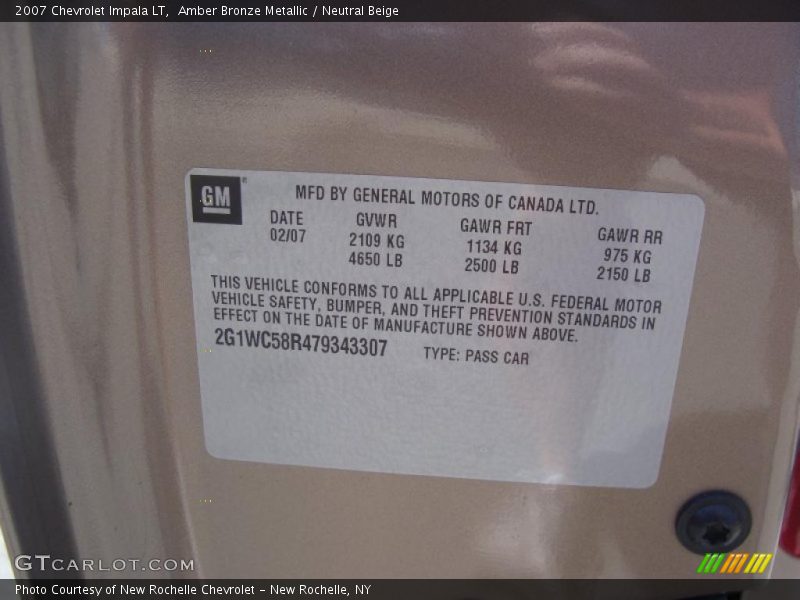 2007 Chevrolet Impala LT,  Amber Bronze Metallic / Neutral Beige
GM
MFD BY GENERAL MOTORS OF CANADA LTD.
DATE GVWR GAWR FRT GAWR RR
02/07 2109 KG 1134 KG 975 KG
4650 LB 2500 LB 2150 LB
THIS VEHICLE CONFORMS TO ALL APPLICABLE U.S. FEDERAL MOTOR
VEHICLE SAFETY, BUMPER, AND THEFT PREVENTION STANDARDS IN
EFFECT ON THE DATE OF MANUFACTURE SHOWN ABOVE.
2G1WC58R479343307 TYPE: PASS CAR
GTCARLOT.COM
Photo Courtesy of New Rochelle Chevrolet - New Rochelle, NY